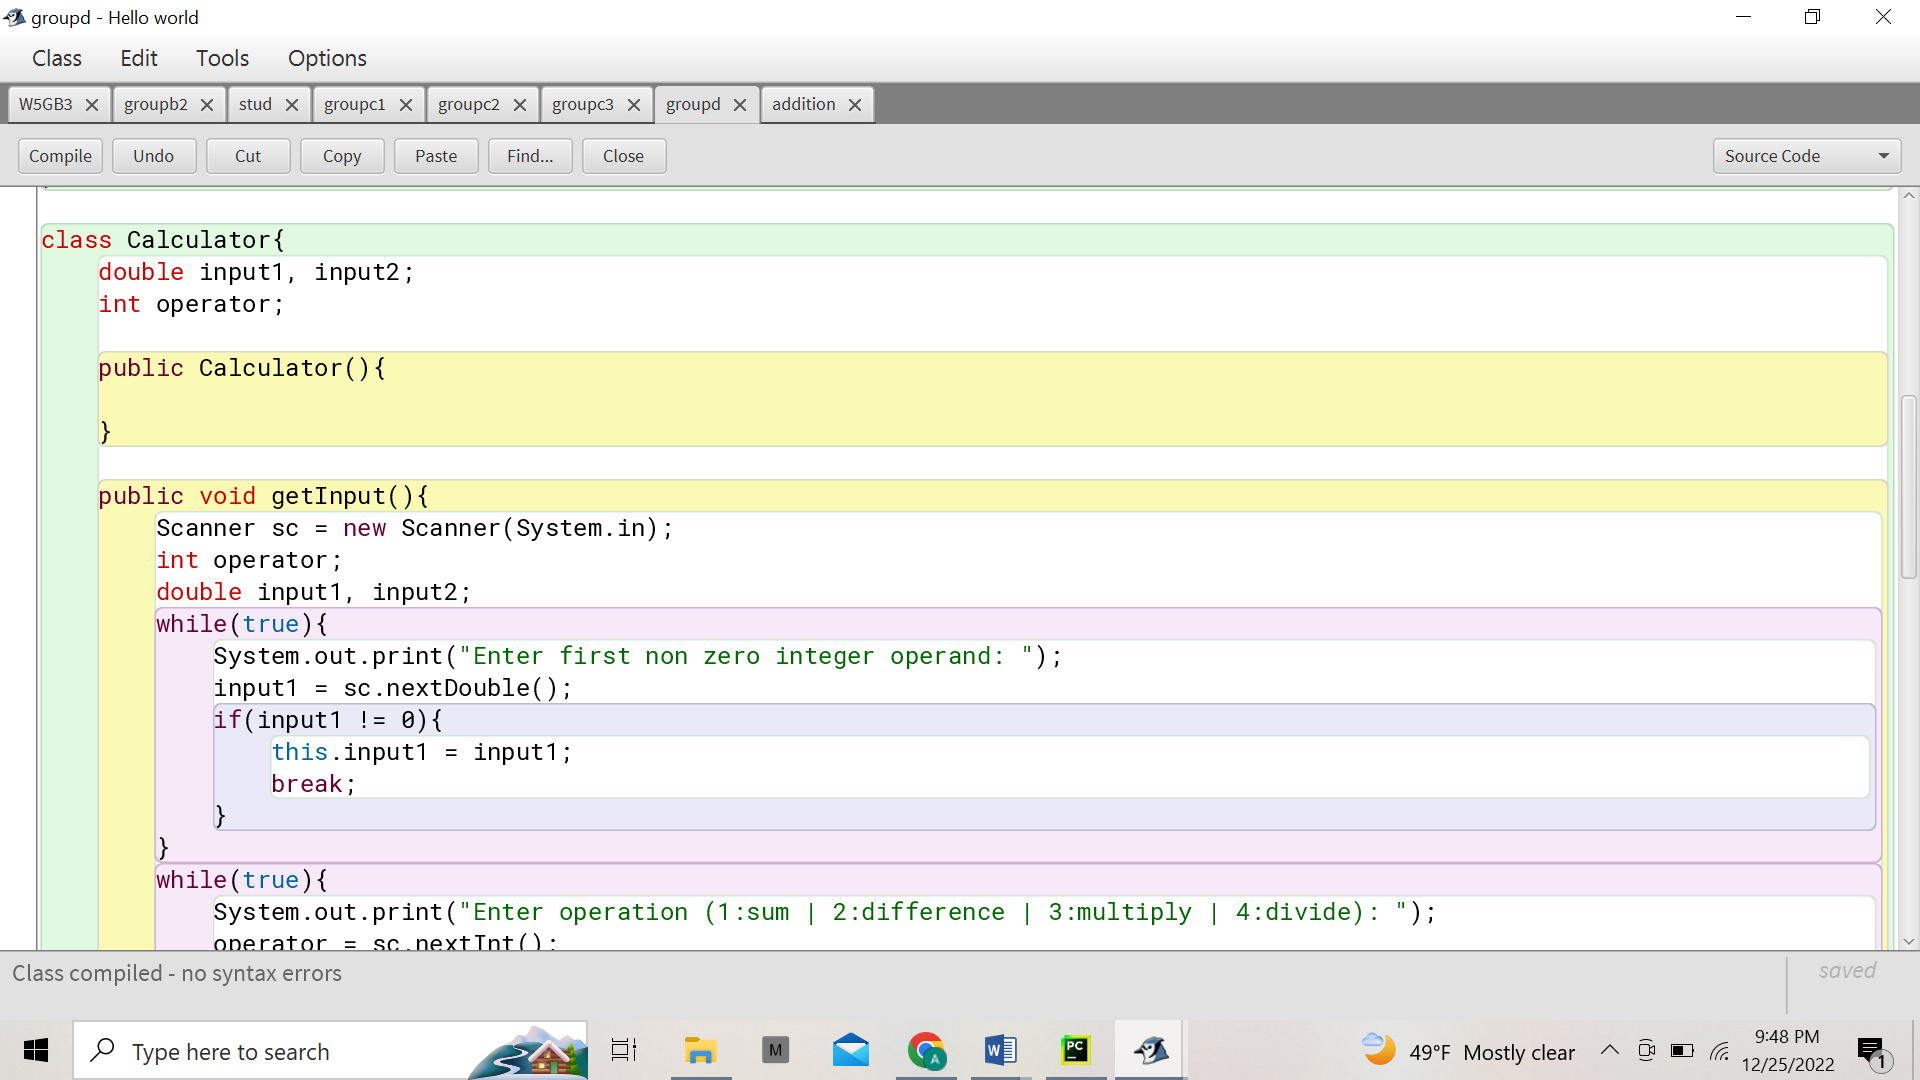 groupd - Hello world
Class Edit Tools Options
W5GB3 groupb2 stud groupc1 groupc2 groupc3 groupd addition
Compile Undo Cut Copy Paste Find... Close Source Code
class Calculator{
double input1, input2;
int operator;
public Calculator(){
}
public void getInput(){
Scanner sc = new Scanner(System.in);
int operator;
double input1, input2;
while(true){
System.out.print("Enter first non zero integer operand: ");
input1 = sc.nextDouble();
if(input1 != 0){
this.input1 = input1;
break;
}
}
while(true){
System.out.print("Enter operation (1:sum | 2:difference | 3:multiply | 4:divide): ");
operator = sc.nextInt();
Class compiled - no syntax errors
saved
Type here to search
M
A
W
PC
49°F Mostly clear
9:48 PM
12/25/2022
1